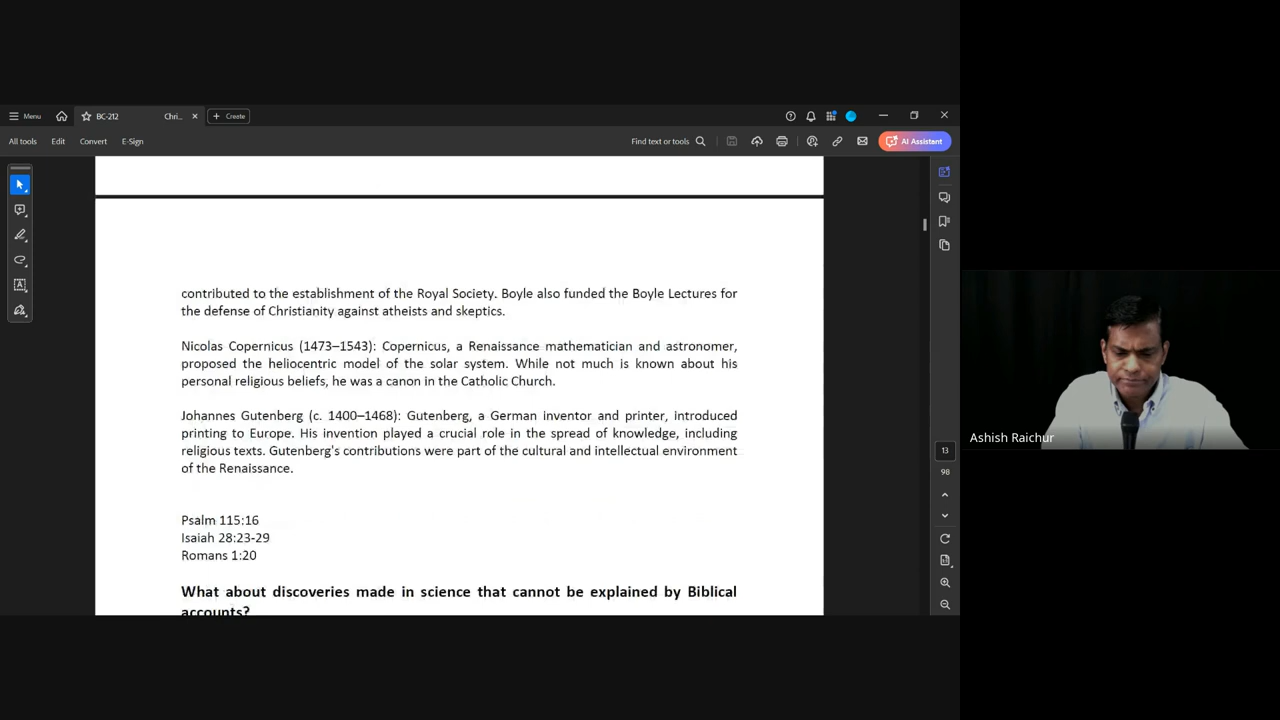 Menu
BC-212 Chri...
Create
All tools
Edit
Convert
E-Sign
Find text or tools
AI Assistant
contributed to the establishment of the Royal Society. Boyle also funded the Boyle Lectures for
the defense of Christianity against atheists and skeptics.
Nicolas Copernicus (1473–1543): Copernicus, a Renaissance mathematician and astronomer,
proposed the heliocentric model of the solar system. While not much is known about his
personal religious beliefs, he was a canon in the Catholic Church.
Johannes Gutenberg (c. 1400–1468): Gutenberg, a German inventor and printer, introduced
printing to Europe. His invention played a crucial role in the spread of knowledge, including
religious texts. Gutenberg's contributions were part of the cultural and intellectual environment
of the Renaissance.
Psalm 115:16
Isaiah 28:23-29
Romans 1:20
What about discoveries made in science that cannot be explained by Biblical
accounts?
13
98
Ashish Raichur